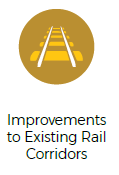 Improvements
to Existing Rail
Corridors